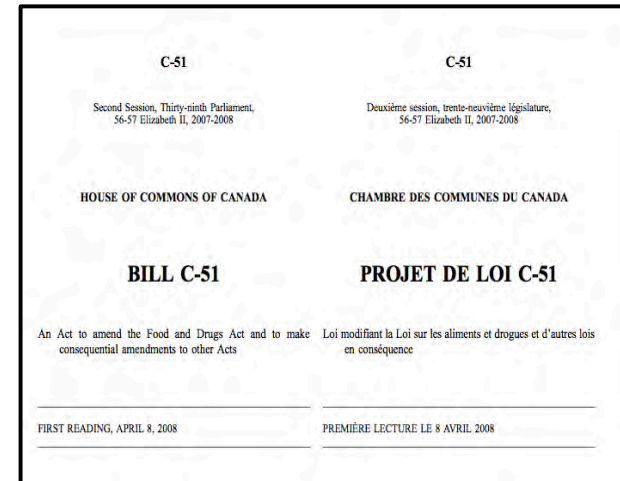 C-51
Second Session, Thirty-ninth Parliament,
56-57 Elizabeth II, 2007-2008
HOUSE OF COMMONS OF CANADA
BILL C-51
An Act to amend the Food and Drugs Act and to make
consequential amendments to other Acts
FIRST READING, APRIL 8, 2008
C-51
Deuxième session, trente-neuvième législature,
56-57 Elizabeth II, 2007-2008
CHAMBRE DES COMMUNES DU CANADA
PROJET DE LOI C-51
Loi modifiant la Loi sur les aliments et drogues et d'autres lois
en conséquence
PREMIÈRE LECTURE LE 8 AVRIL 2008